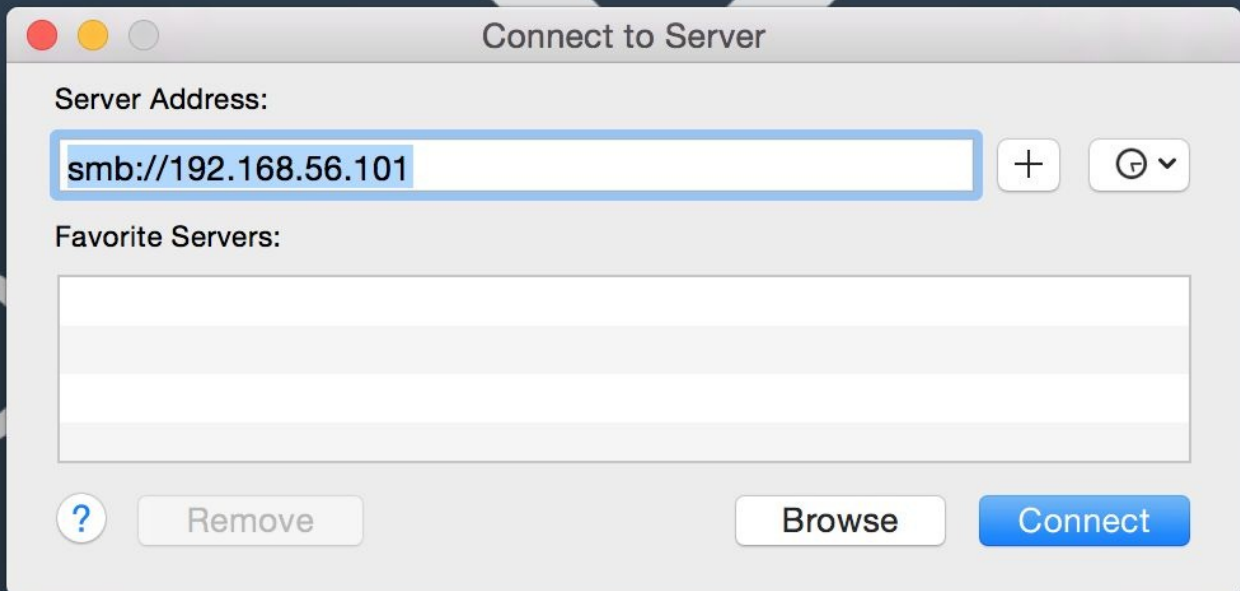 Connect to Server
Server Address:
smb://192.168.56.101
+
Favorite Servers:
?
Remove
Browse
Connect